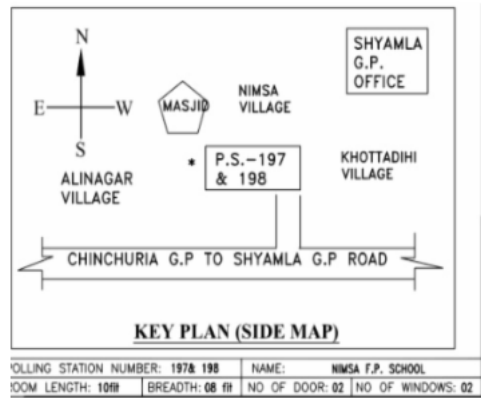 N
E
W
S
SHYAMLA
G.P.
OFFICE
MASJID
NIMSA
VILLAGE
* P.S.-197
& 198
KHOTTADIHI
VILLAGE
ALINAGAR
VILLAGE
CHINCHURIA G.P TO SHYAMLA G.P ROAD
KEY PLAN (SIDE MAP)
OLLING STATION NUMBER: 197& 198 NAME: NIMSA F.P. SCHOOL
OOM LENGTH: 10fit BREADTH: 08 fit NO OF DOOR: 02 NO OF WINDOWS: 02